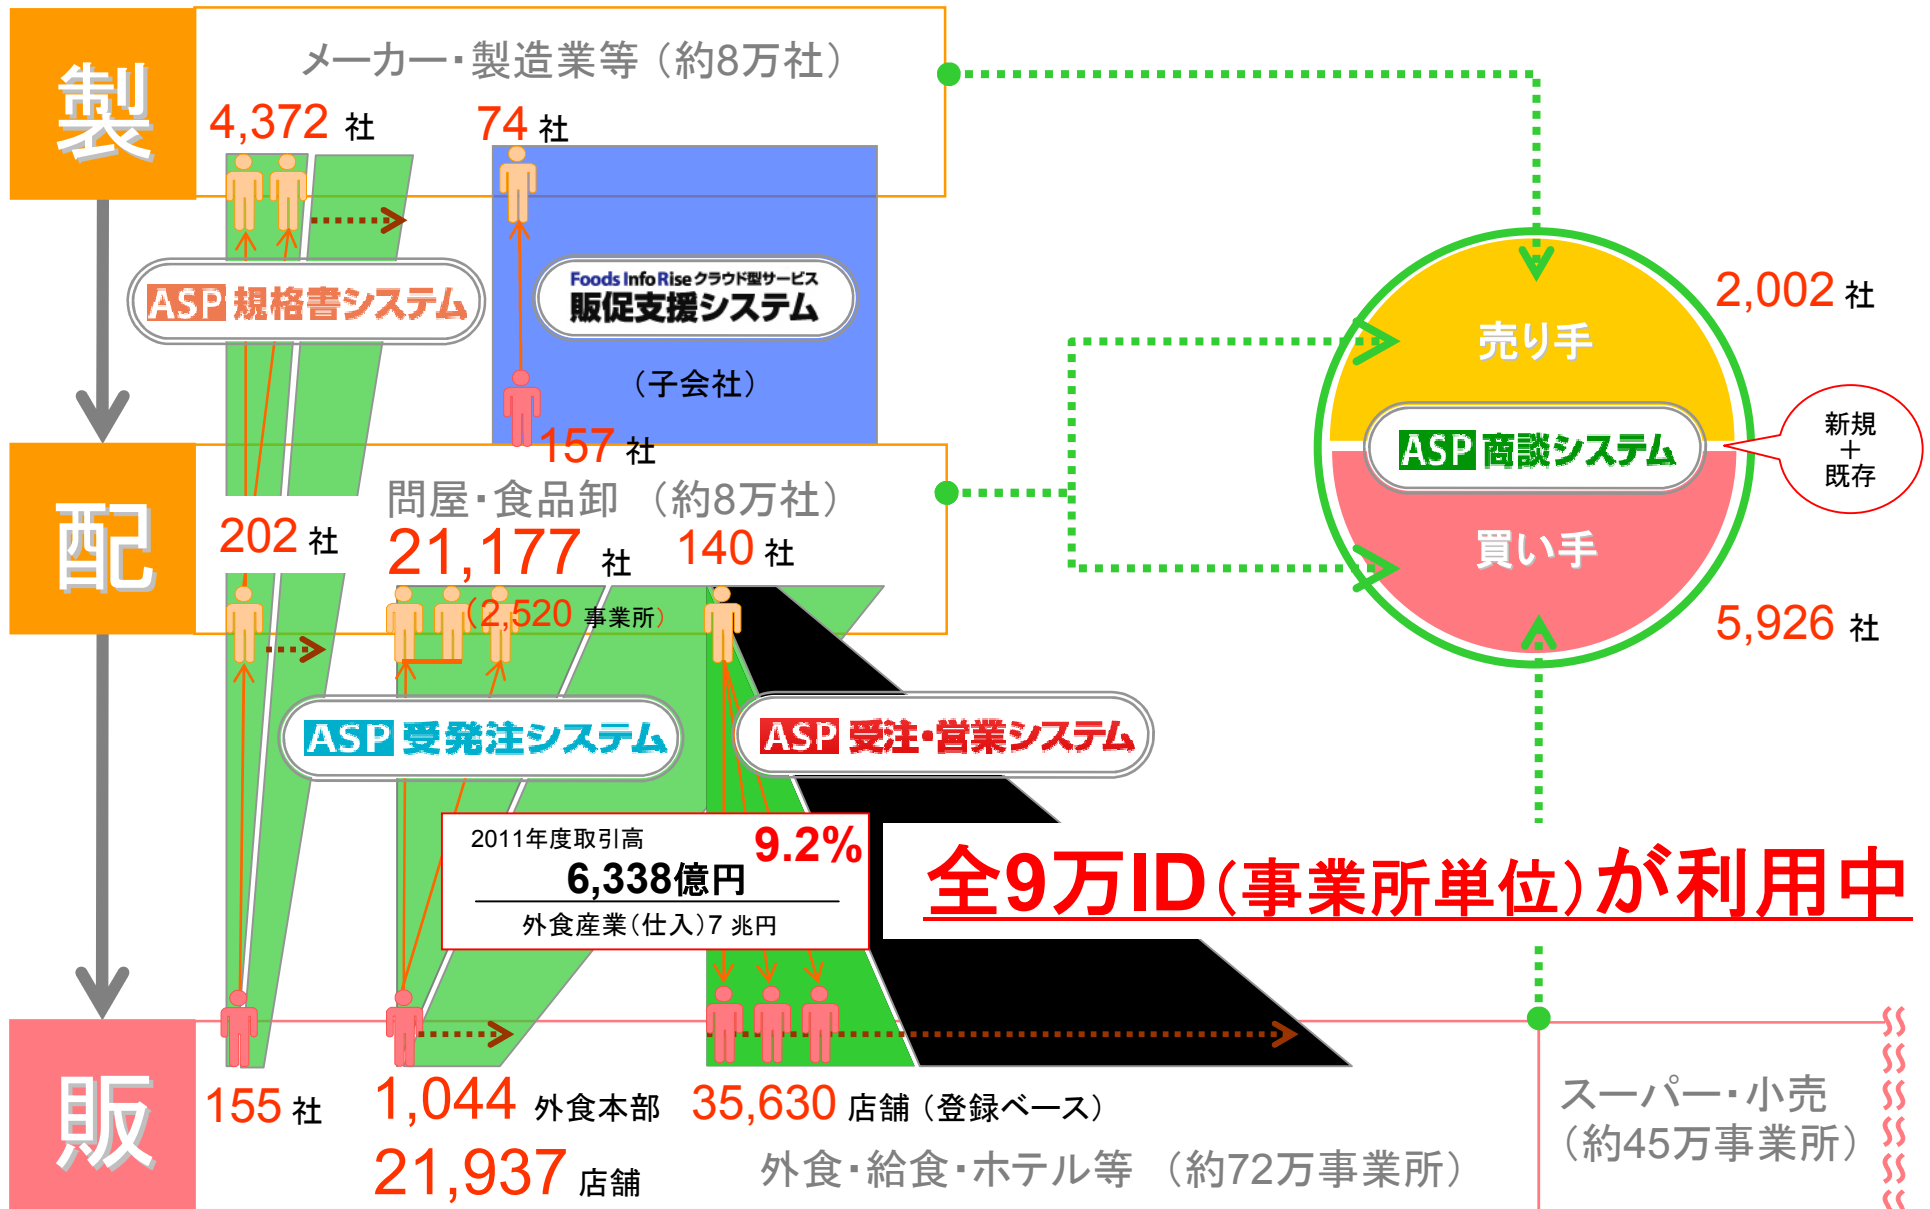 製
メーカー・製造業等（約8万社）
4,372 社
74 社
ASP 規格書システム
Foods Info Rise クラウド型サービス
販促支援システム
（子会社）
157 社
配
問屋・食品卸 （約8万社）
202 社
21,177 社
140 社
（2,520 事業所）
ASP 受発注システム
ASP 受注・営業システム
2011年度取引高
9.2%
6,338億円
外食産業（仕入）7 兆円
全9万ID（事業所単位）が利用中
販
155 社
1,044 外食本部
35,630 店舗（登録ベース）
21,937 店舗
外食・給食・ホテル等 （約72万事業所）
スーパー・小売
（約45万事業所）
売り手
2,002 社
ASP 商談システム
新規
＋
既存
買い手
5,926 社